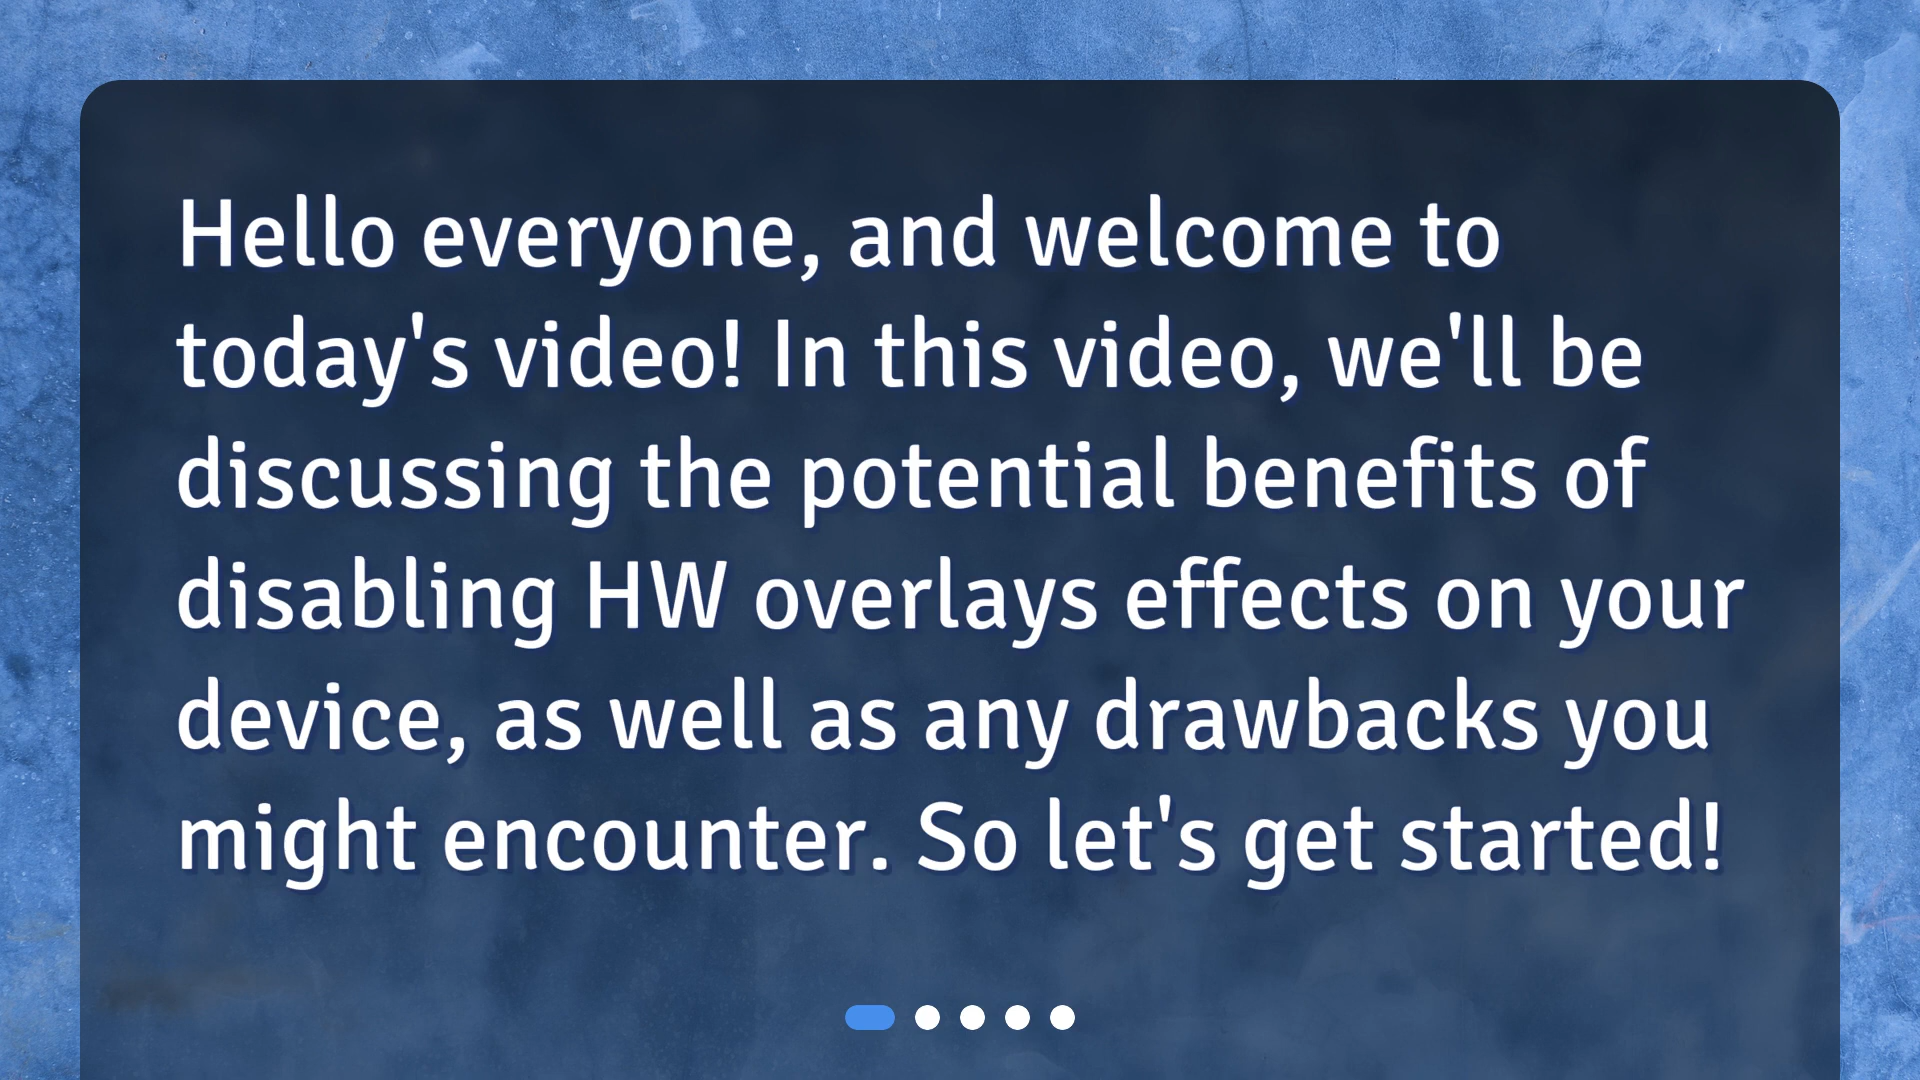 Hello everyone, and welcome to
today's video! In this video, we'll be
discussing the potential benefits of
disabling HW overlays effects on your
device, as well as any drawbacks you
might encounter. So let's get started!